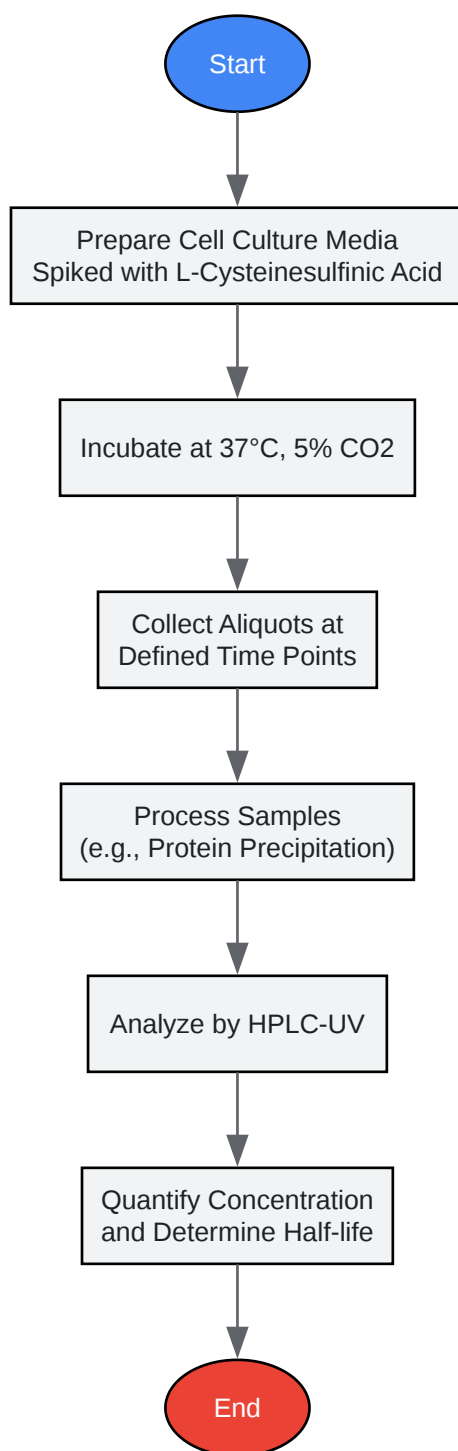 Start
Prepare Cell Culture Media
Spiked with L-Cysteinesulfinic Acid
Incubate at 37°C, 5% CO2
Collect Aliquots at
Defined Time Points
Process Samples
(e.g., Protein Precipitation)
Analyze by HPLC-UV
Quantify Concentration
and Determine Half-life
End